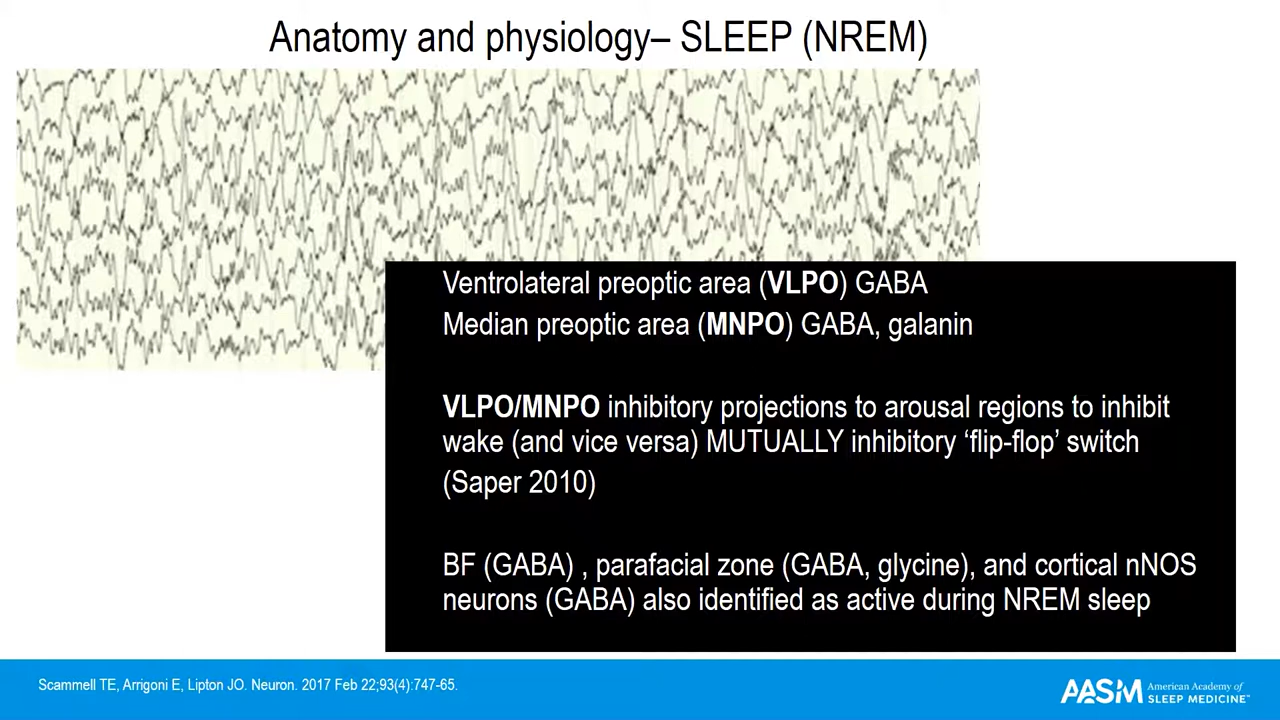 Anatomy and physiology– SLEEP (NREM)
Ventrolateral preoptic area (VLPO) GABA
Median preoptic area (MNPO) GABA, galanin
VLPO/MNPO inhibitory projections to arousal regions to inhibit
wake (and vice versa) MUTUALLY inhibitory ‘flip-flop’ switch
(Saper 2010)
BF (GABA) , parafacial zone (GABA, glycine), and cortical nNOS
neurons (GABA) also identified as active during NREM sleep
Scammell TE, Arrigoni E, Lipton JO. Neuron. 2017 Feb 22;93(4):747-65.
AASM American Academy of
SLEEP MEDICINE™